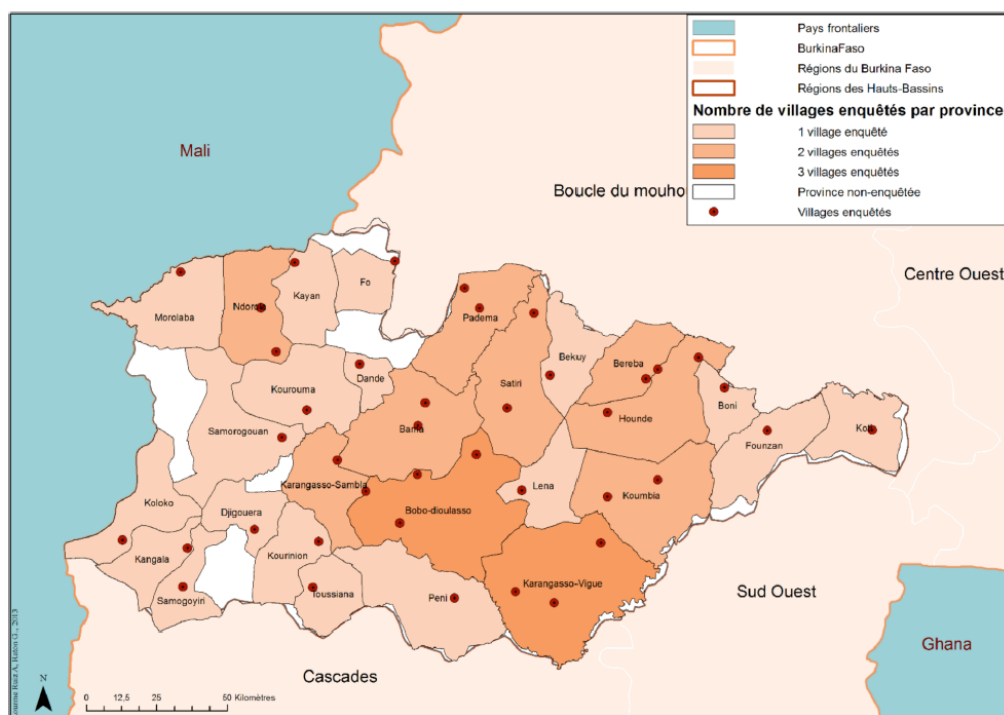 Pays frontaliers
BurkinaFaso
Régions du Burkina Faso
Régions des Hauts-Bassins
Nombre de villages enquêtés par province
1 village enquêté
2 villages enquêtés
3 villages enquêtés
Province non-enquêtée
Villages enquêtés
Mali
Boucle du mouho
Centre Ouest
Fo
Kayan
Morolaba
Padema
Bekuy
Bereba
Dande
Kourouma
Satiri
Boni
Hounde
Bama
Samorogouan
Founzan
Karangasso-Sambla
Lena
Koumbia
Koloko
Djigouera
Bobo-dioulasso
Kourinion
Kangala
Karangasso-Vigue
Samogoyiri
Toussiana
Peni
Sud Ouest
Ghana
Cascades
N
0 12,5 25 50 Kilomètres